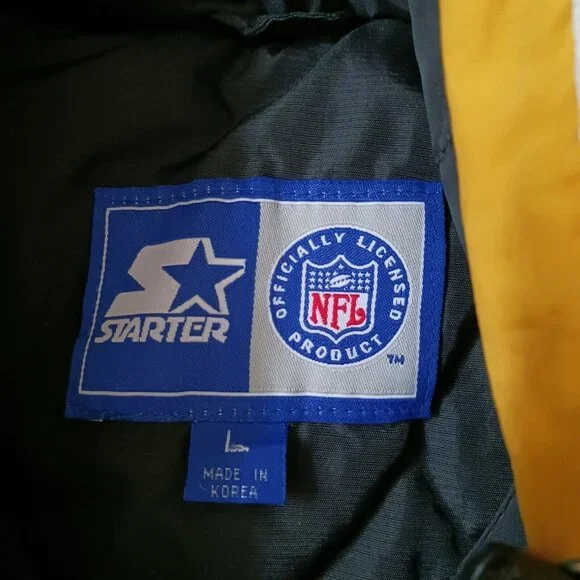 STARTER
OFFICIALLY LICENSED
NFL
PRODUCT
TM
L
MADE IN
KOREA